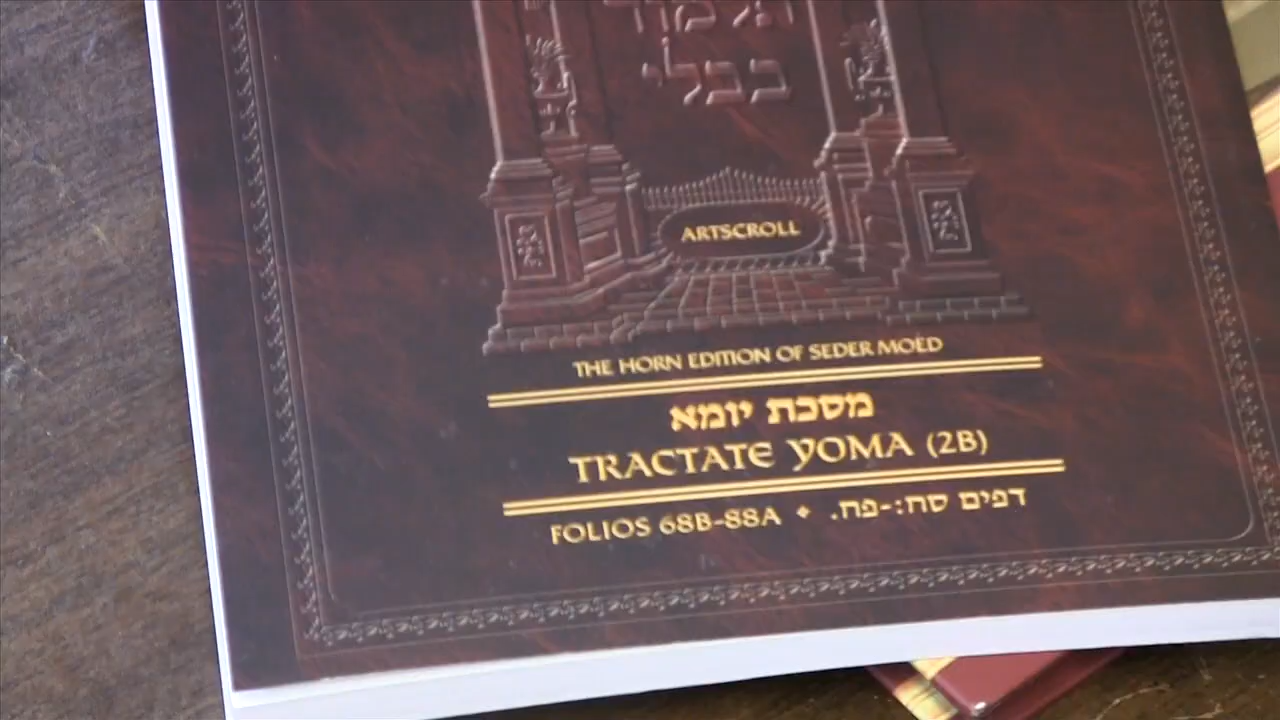 תלמוד
בבלי
ARTSCROLL
THE HORN EDITION OF SEDER MOED
מסכת יומא
TRACTATE YOMA (2B)
FOLIOS 68B-88A ❖ דפים סח:-פח.